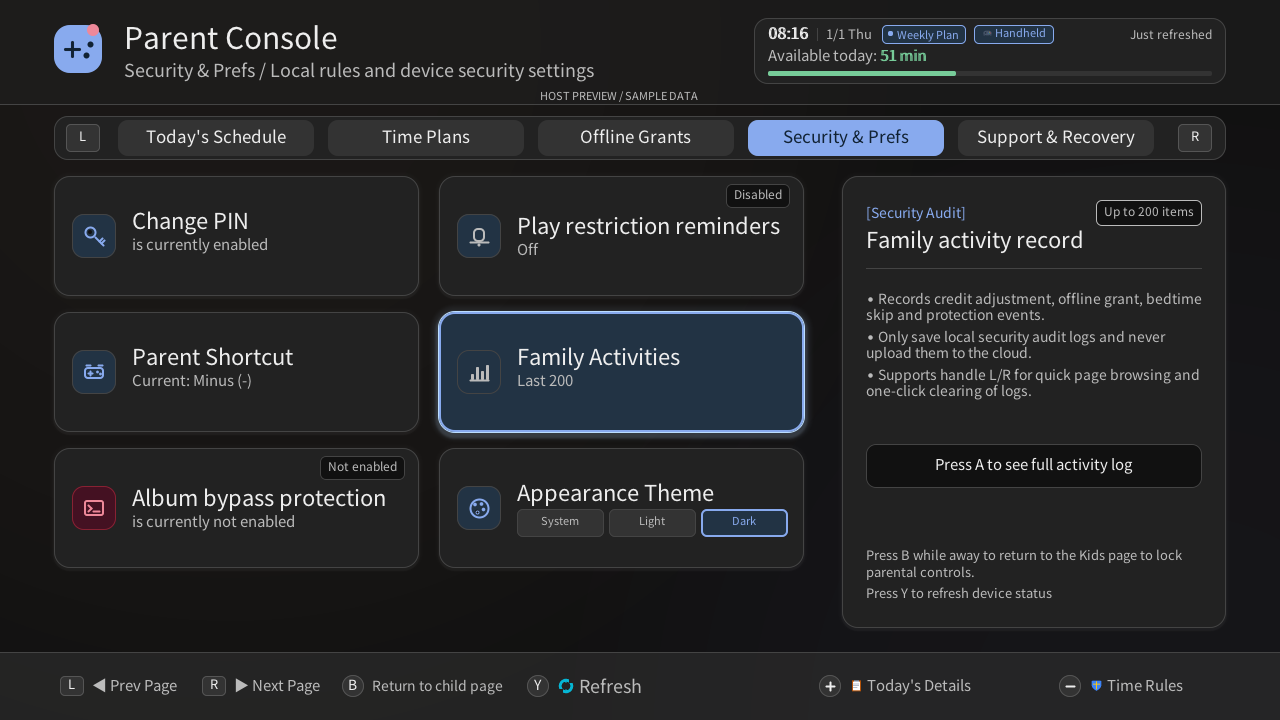 Parent Console
Security & Prefs / Local rules and device security settings
08:16 1/1 Thu Weekly Plan Handheld Just refreshed
Available today: 51 min
HOST PREVIEW / SAMPLE DATA
L Today's Schedule Time Plans Offline Grants Security & Prefs Support & Recovery R
Change PIN
is currently enabled
Disabled
Play restriction reminders
Off
Parent Shortcut
Current: Minus (-)
Family Activities
Last 200
Not enabled
Album bypass protection
is currently not enabled
Appearance Theme
System Light Dark
[Security Audit] Up to 200 items
Family activity record
• Records credit adjustment, offline grant, bedtime
skip and protection events.
• Only save local security audit logs and never
upload them to the cloud.
• Supports handle L/R for quick page browsing and
one-click clearing of logs.
Press A to see full activity log
Press B while away to return to the Kids page to lock
parental controls.
Press Y to refresh device status
L ◀ Prev Page R ▶ Next Page B Return to child page Y Refresh + Today's Details − Time Rules